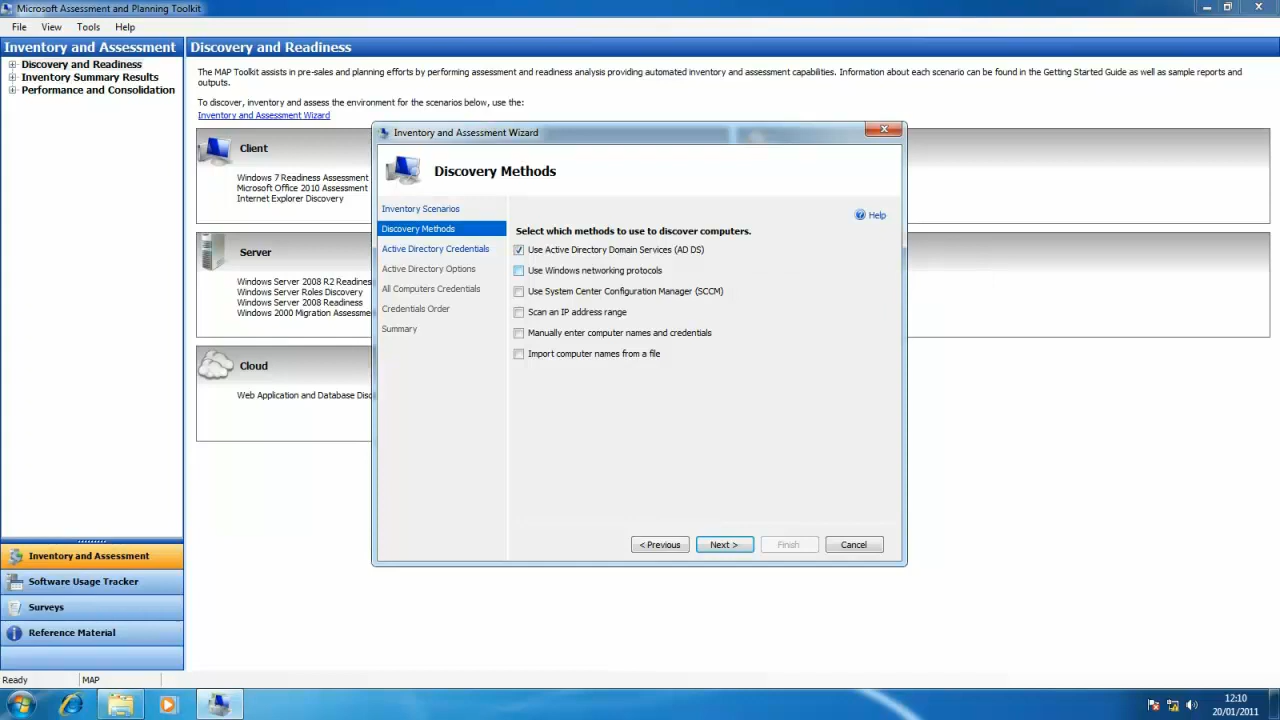 Microsoft Assessment and Planning Toolkit
File View Tools Help
Inventory and Assessment
Discovery and Readiness
Inventory Summary Results
Performance and Consolidation
Discovery and Readiness
The MAP Toolkit assists in pre-sales and planning efforts by performing assessment and readiness analysis providing automated inventory and assessment capabilities. Information about each scenario can be found in the Getting Started Guide as well as sample reports and
outputs.
To discover, inventory and assess the environment for the scenarios below, use the:
Inventory and Assessment Wizard
Client
Windows 7 Readiness Assessment
Microsoft Office 2010 Assessment
Internet Explorer Discovery
Server
Windows Server 2008 R2 Readines
Windows Server Roles Discovery
Windows Server 2008 Readiness
Windows 2000 Migration Assessme
Cloud
Web Application and Database Disc
Inventory and Assessment Wizard
Discovery Methods
Inventory Scenarios
Discovery Methods
Active Directory Credentials
Active Directory Options
All Computers Credentials
Credentials Order
Summary
Help
Select which methods to use to discover computers.
Use Active Directory Domain Services (AD DS)
Use Windows networking protocols
Use System Center Configuration Manager (SCCM)
Scan an IP address range
Manually enter computer names and credentials
Import computer names from a file
< Previous Next > Finish Cancel
Inventory and Assessment
Software Usage Tracker
Surveys
Reference Material
Ready MAP
12:10
20/01/2011